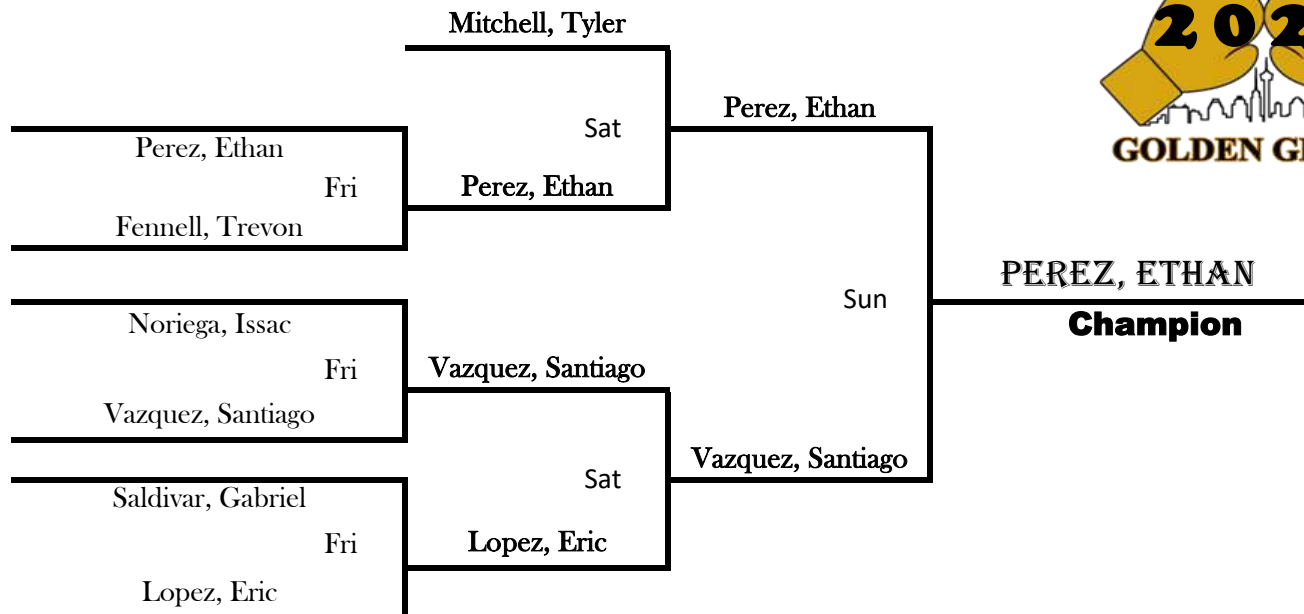 Mitchell, Tyler
202
Perez, Ethan
Sat
GOLDEN
Perez, Ethan
Fri
Perez, Ethan
Fennell, Trevon
PEREZ, ETHAN
Sun
Champion
Noriega, Issac
Fri
Vazquez, Santiago
Vazquez, Santiago
Vazquez, Santiago
Sat
Saldivar, Gabriel
Fri
Lopez, Eric
Lopez, Eric